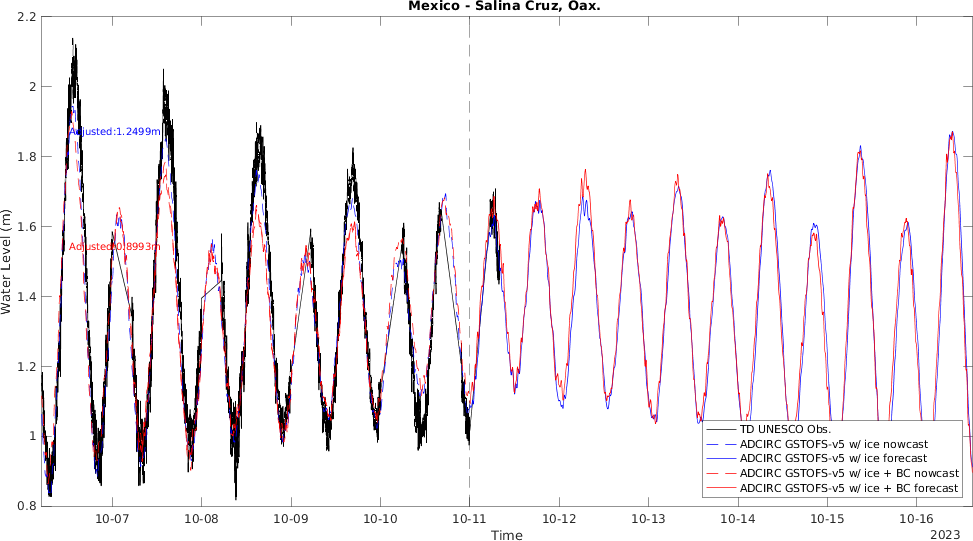 Mexico - Salina Cruz, Oax.
2.2
2
1.8
1.6
1.4
1.2
1
0.8
Water Level (m)
Adjusted:1.2499m
Adjusted:0.8993m
TD UNESCO Obs.
ADCIRC GSTOFS-v5 w/ ice nowcast
ADCIRC GSTOFS-v5 w/ ice forecast
ADCIRC GSTOFS-v5 w/ ice + BC nowcast
ADCIRC GSTOFS-v5 w/ ice + BC forecast
10-07 10-08 10-09 10-10 10-11 10-12 10-13 10-14 10-15 10-16
2023
Time